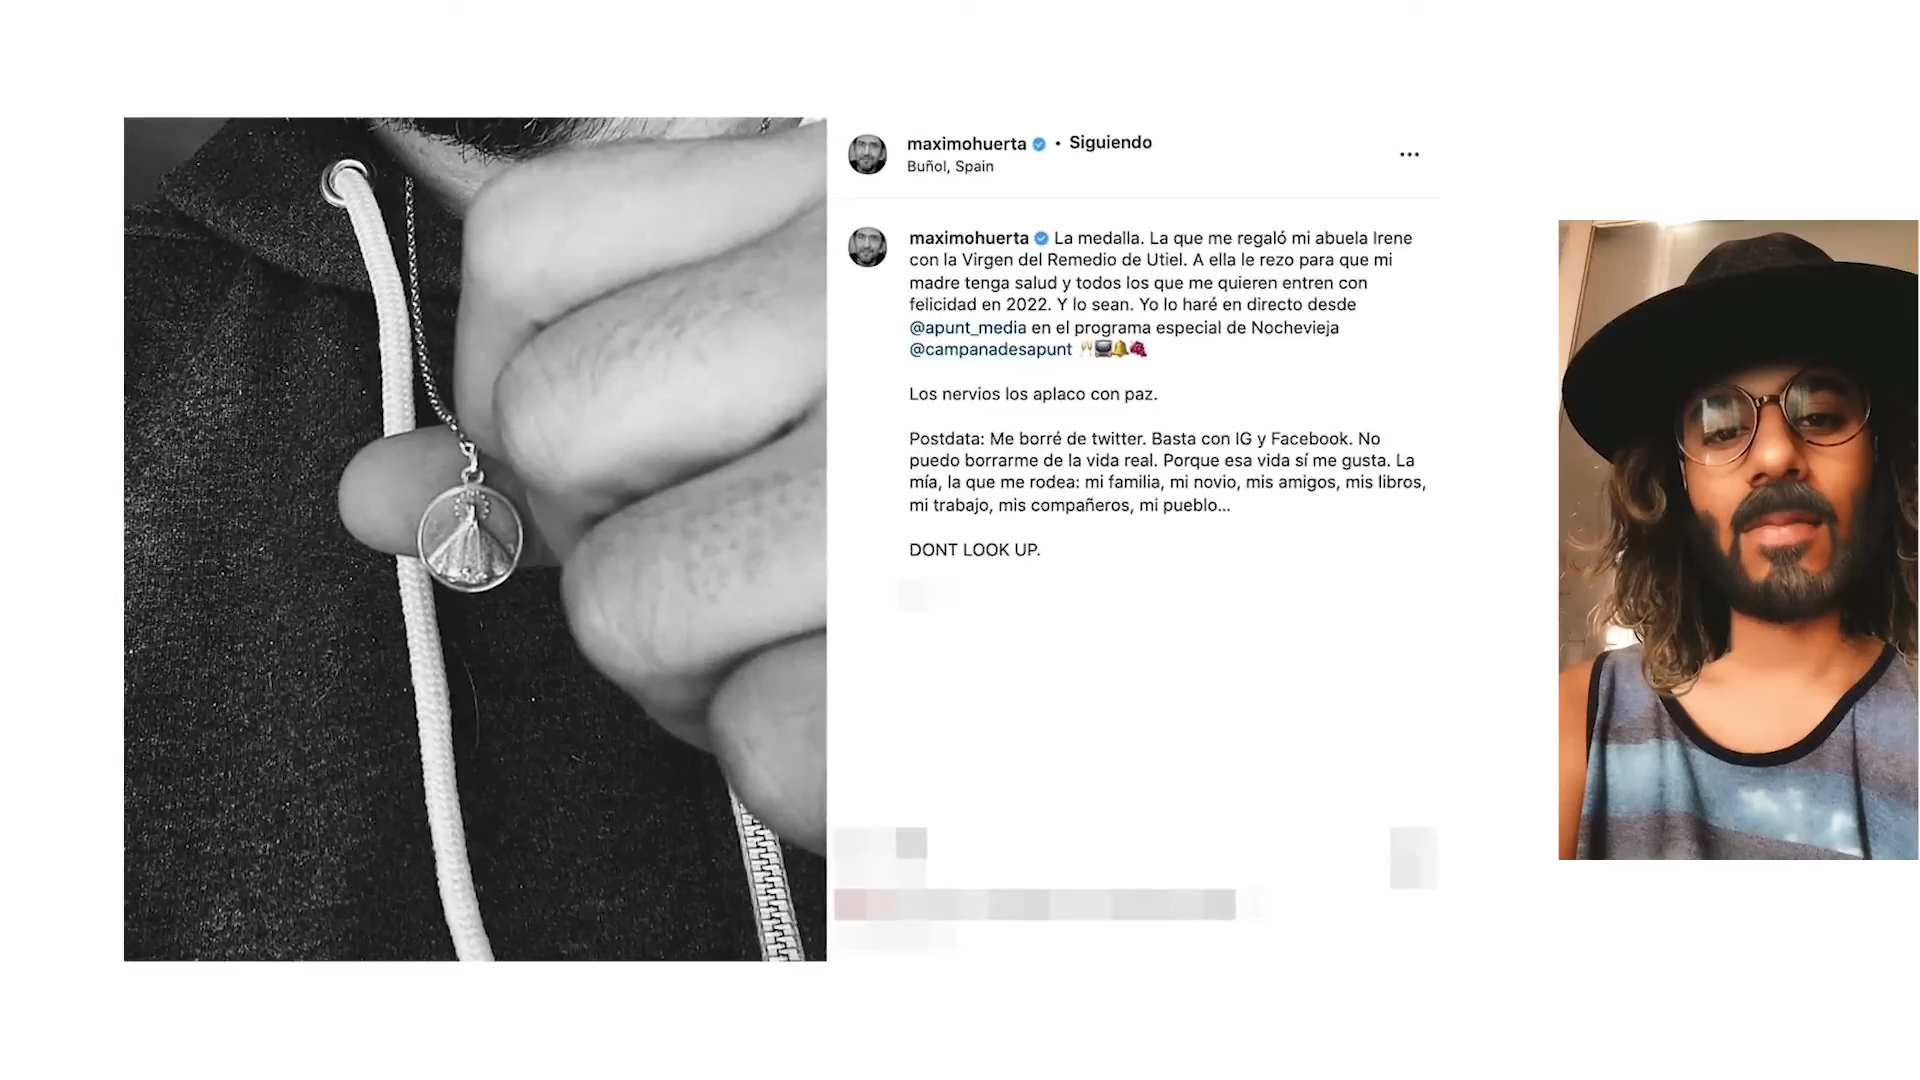 maximohuerta • Siguiendo
Buñol, Spain
maximohuerta La medalla. La que me regaló mi abuela Irene
con la Virgen del Remedio de Utiel. A ella le rezo para que mi
madre tenga salud y todos los que me quieren entren con
felicidad en 2022. Y lo sean. Yo lo haré en directo desde
@apunt_media en el programa especial de Nochevieja
@campanadesapunt 🥂📺🔔🍇
Los nervios los aplaco con paz.
Postdata: Me borré de twitter. Basta con IG y Facebook. No
puedo borrarme de la vida real. Porque esa vida sí me gusta. La
mía, la que me rodea: mi familia, mi novio, mis amigos, mis libros,
mi trabajo, mis compañeros, mi pueblo...
DONT LOOK UP.